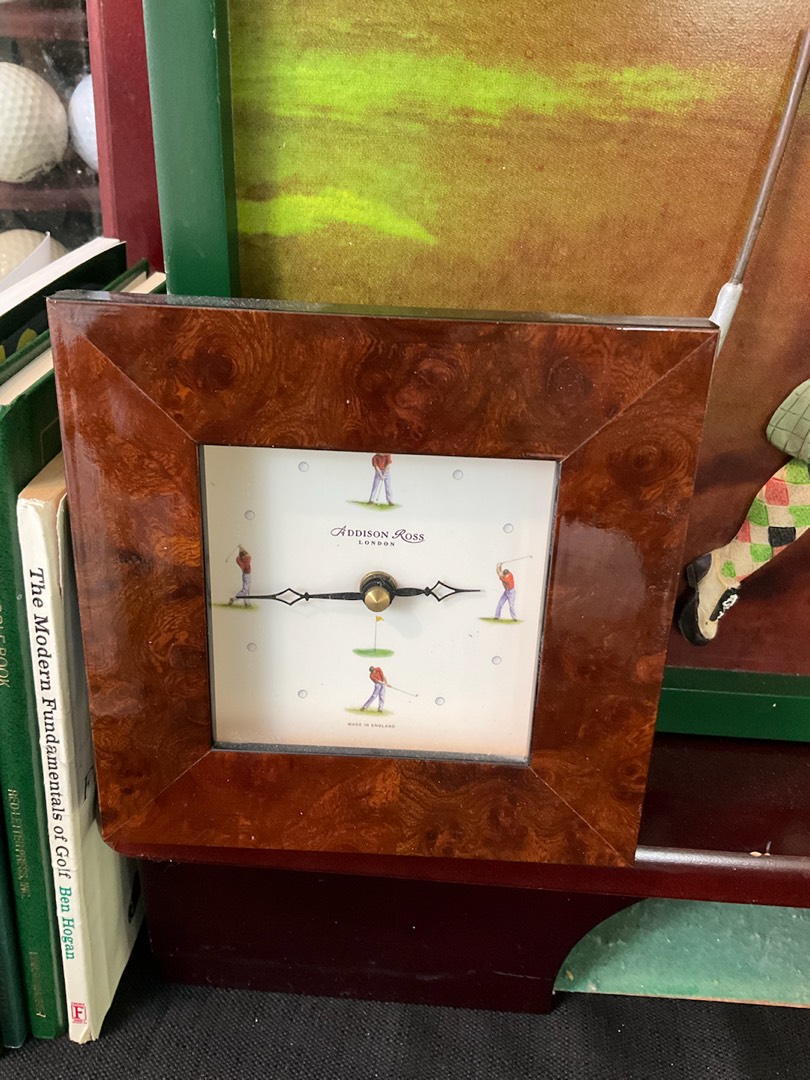 ADDISON ROSS
LONDON
MADE IN ENGLAND
The Modern Fundamentals of Golf Ben Hogan
F